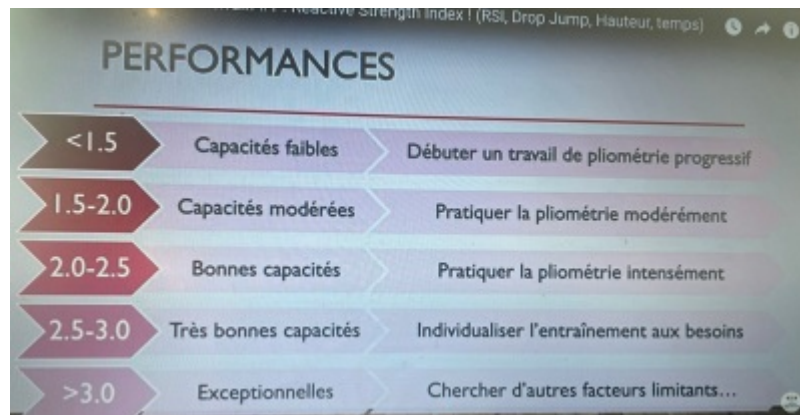 Reactive Strength Index ! (RSI, Drop Jump, Hauteur, temps)
PERFORMANCES
<1.5 Capacités faibles Débuter un travail de pliométrie progressif
1.5-2.0 Capacités modérées Pratiquer la pliométrie modérément
2.0-2.5 Bonnes capacités Pratiquer la pliométrie intensément
2.5-3.0 Très bonnes capacités Individualiser l'entraînement aux besoins
>3.0 Exceptionnelles Chercher d'autres facteurs limitants...